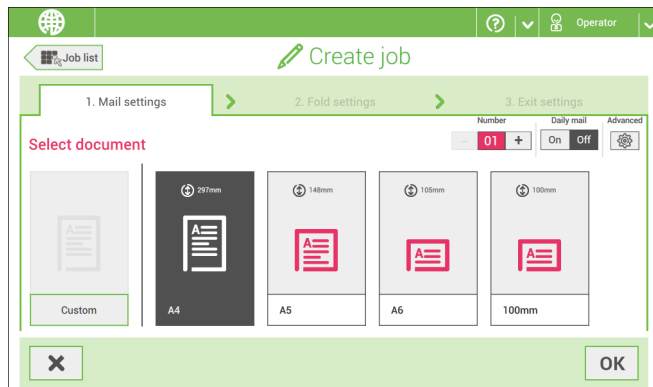 Operator
Job list
Create job
1. Mail settings
2. Fold settings
3. Exit settings
Select document
Number
Daily mail
Advanced
01 +
On Off
297mm
148mm
105mm
100mm
A
A
A
A
A
Custom
A4
A5
A6
100mm
OK